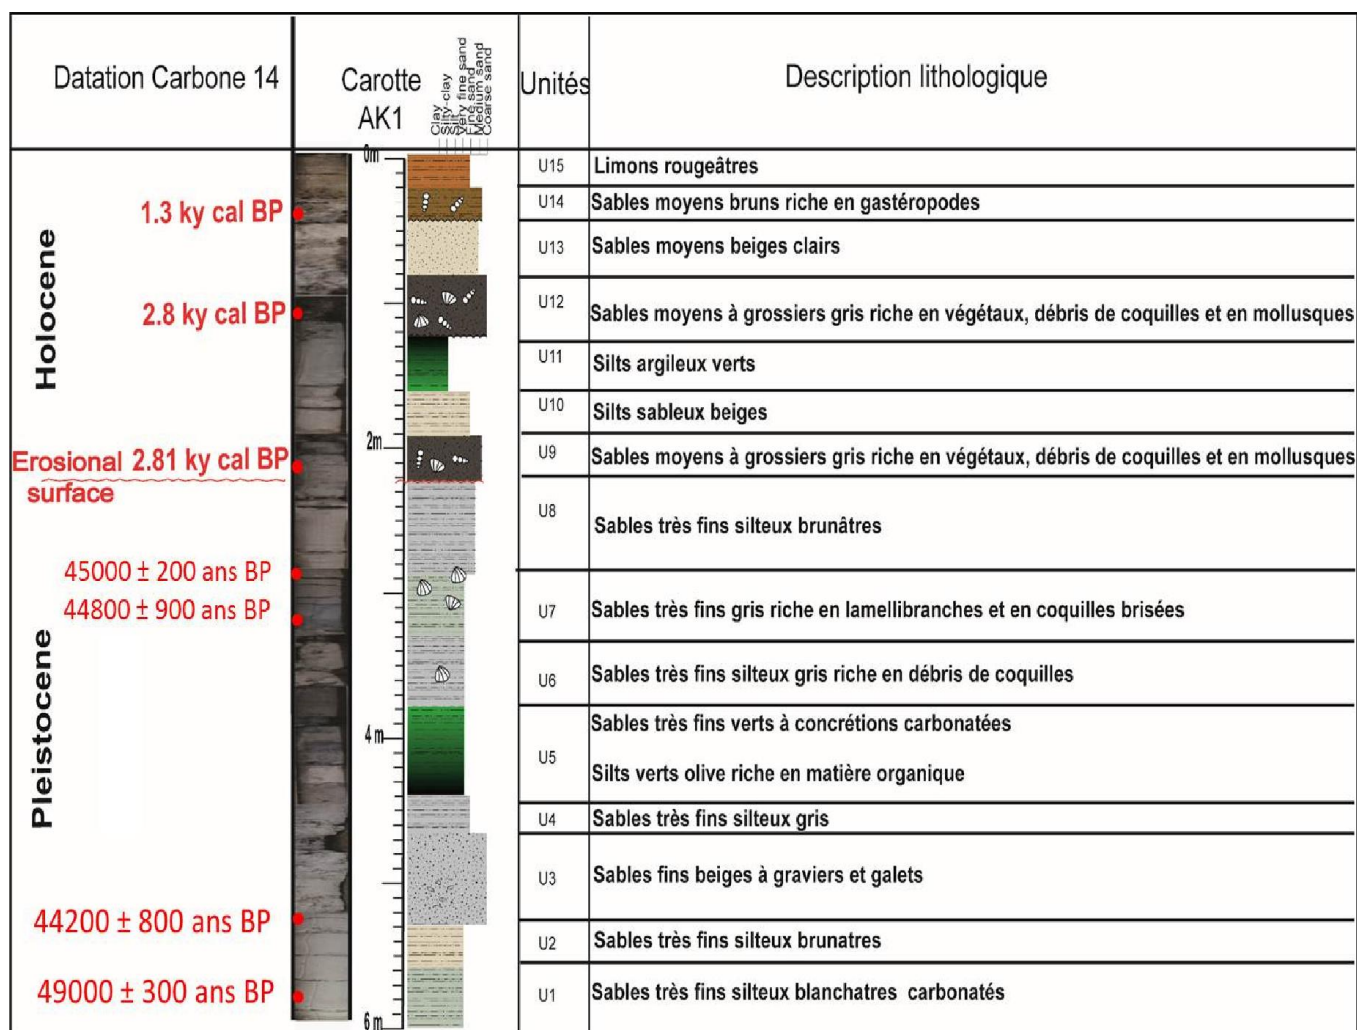 Datation Carbone 14
Carotte
AK1
Clay
Silty-clay
Silt
Very fine sand
Fine sand
Medium sand
Coarse sand
Unités
Description lithologique
Holocene
Pleistocene
0m
2m
4 m
6 m
1.3 ky cal BP
2.8 ky cal BP
Erosional 2.81 ky cal BP
surface
45000 ± 200 ans BP
44800 ± 900 ans BP
44200 ± 800 ans BP
49000 ± 300 ans BP
U15 Limons rougeâtres
U14 Sables moyens bruns riche en gastéropodes
U13 Sables moyens beiges clairs
U12 Sables moyens à grossiers gris riche en végétaux, débris de coquilles et en mollusques
U11 Silts argileux verts
U10 Silts sableux beiges
U9 Sables moyens à grossiers gris riche en végétaux, débris de coquilles et en mollusques
U8 Sables très fins silteux brunâtres
U7 Sables très fins gris riche en lamellibranches et en coquilles brisées
U6 Sables très fins silteux gris riche en débris de coquilles
Sables très fins verts à concrétions carbonatées
U5
Silts verts olive riche en matière organique
U4 Sables très fins silteux gris
U3 Sables fins beiges à graviers et galets
U2 Sables très fins silteux brunatres
U1 Sables très fins silteux blanchatres carbonatés